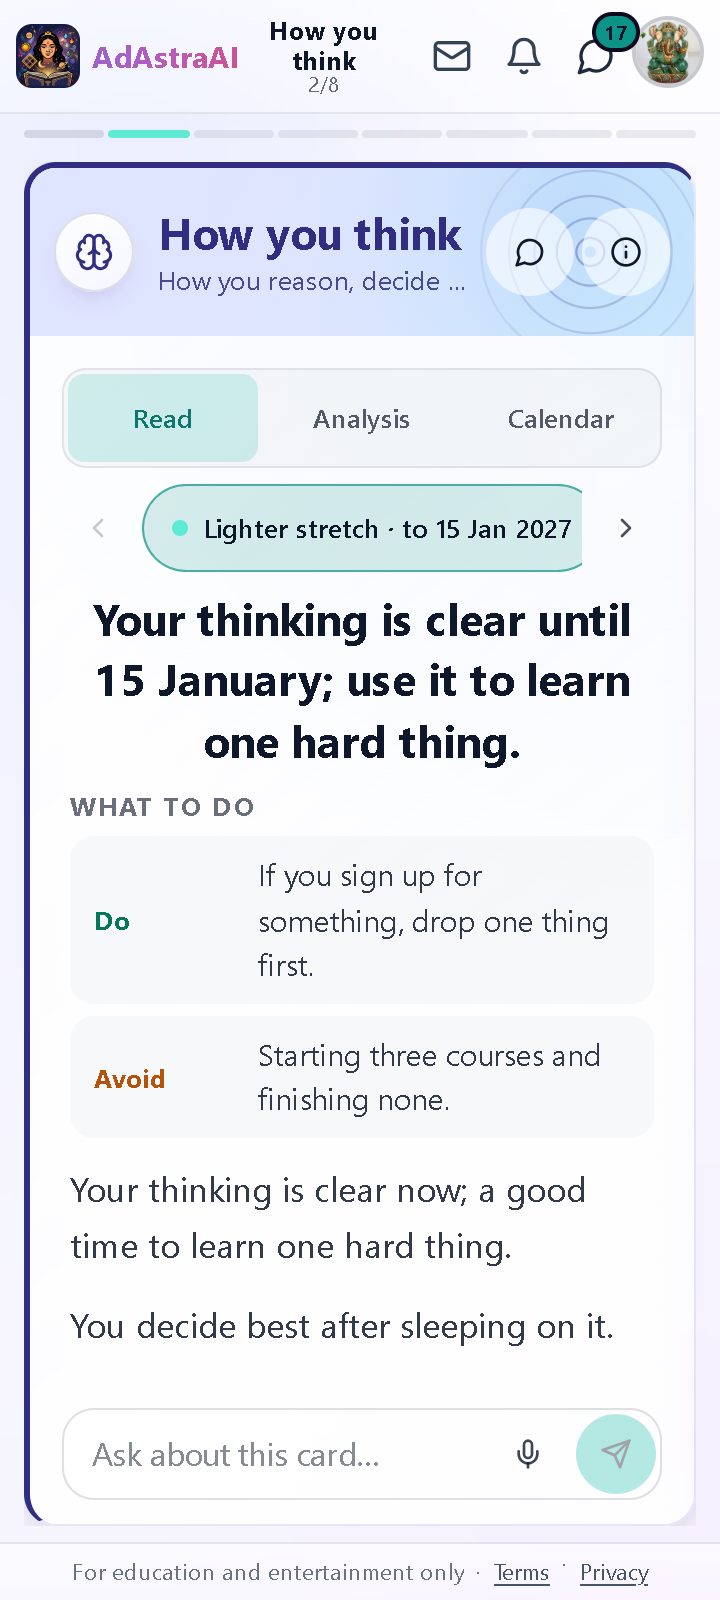 AdAstraAI
How you
think
2/8
17
How you think
How you reason, decide ...
Read
Analysis
Calendar
Lighter stretch · to 15 Jan 2027
Your thinking is clear until
15 January; use it to learn
one hard thing.
WHAT TO DO
Do
If you sign up for
something, drop one thing
first.
Avoid
Starting three courses and
finishing none.
Your thinking is clear now; a good
time to learn one hard thing.
You decide best after sleeping on it.
Ask about this card...
For education and entertainment only · Terms · Privacy